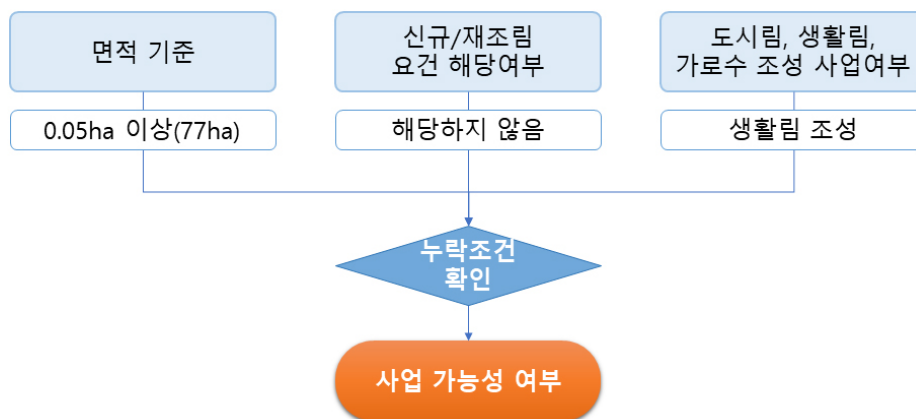 면적 기준
신규/재조림
요건 해당여부
도시림, 생활림,
가로수 조성 사업여부
0.05ha 이상(77ha)
해당하지 않음
생활림 조성
누락조건
확인
사업 가능성 여부